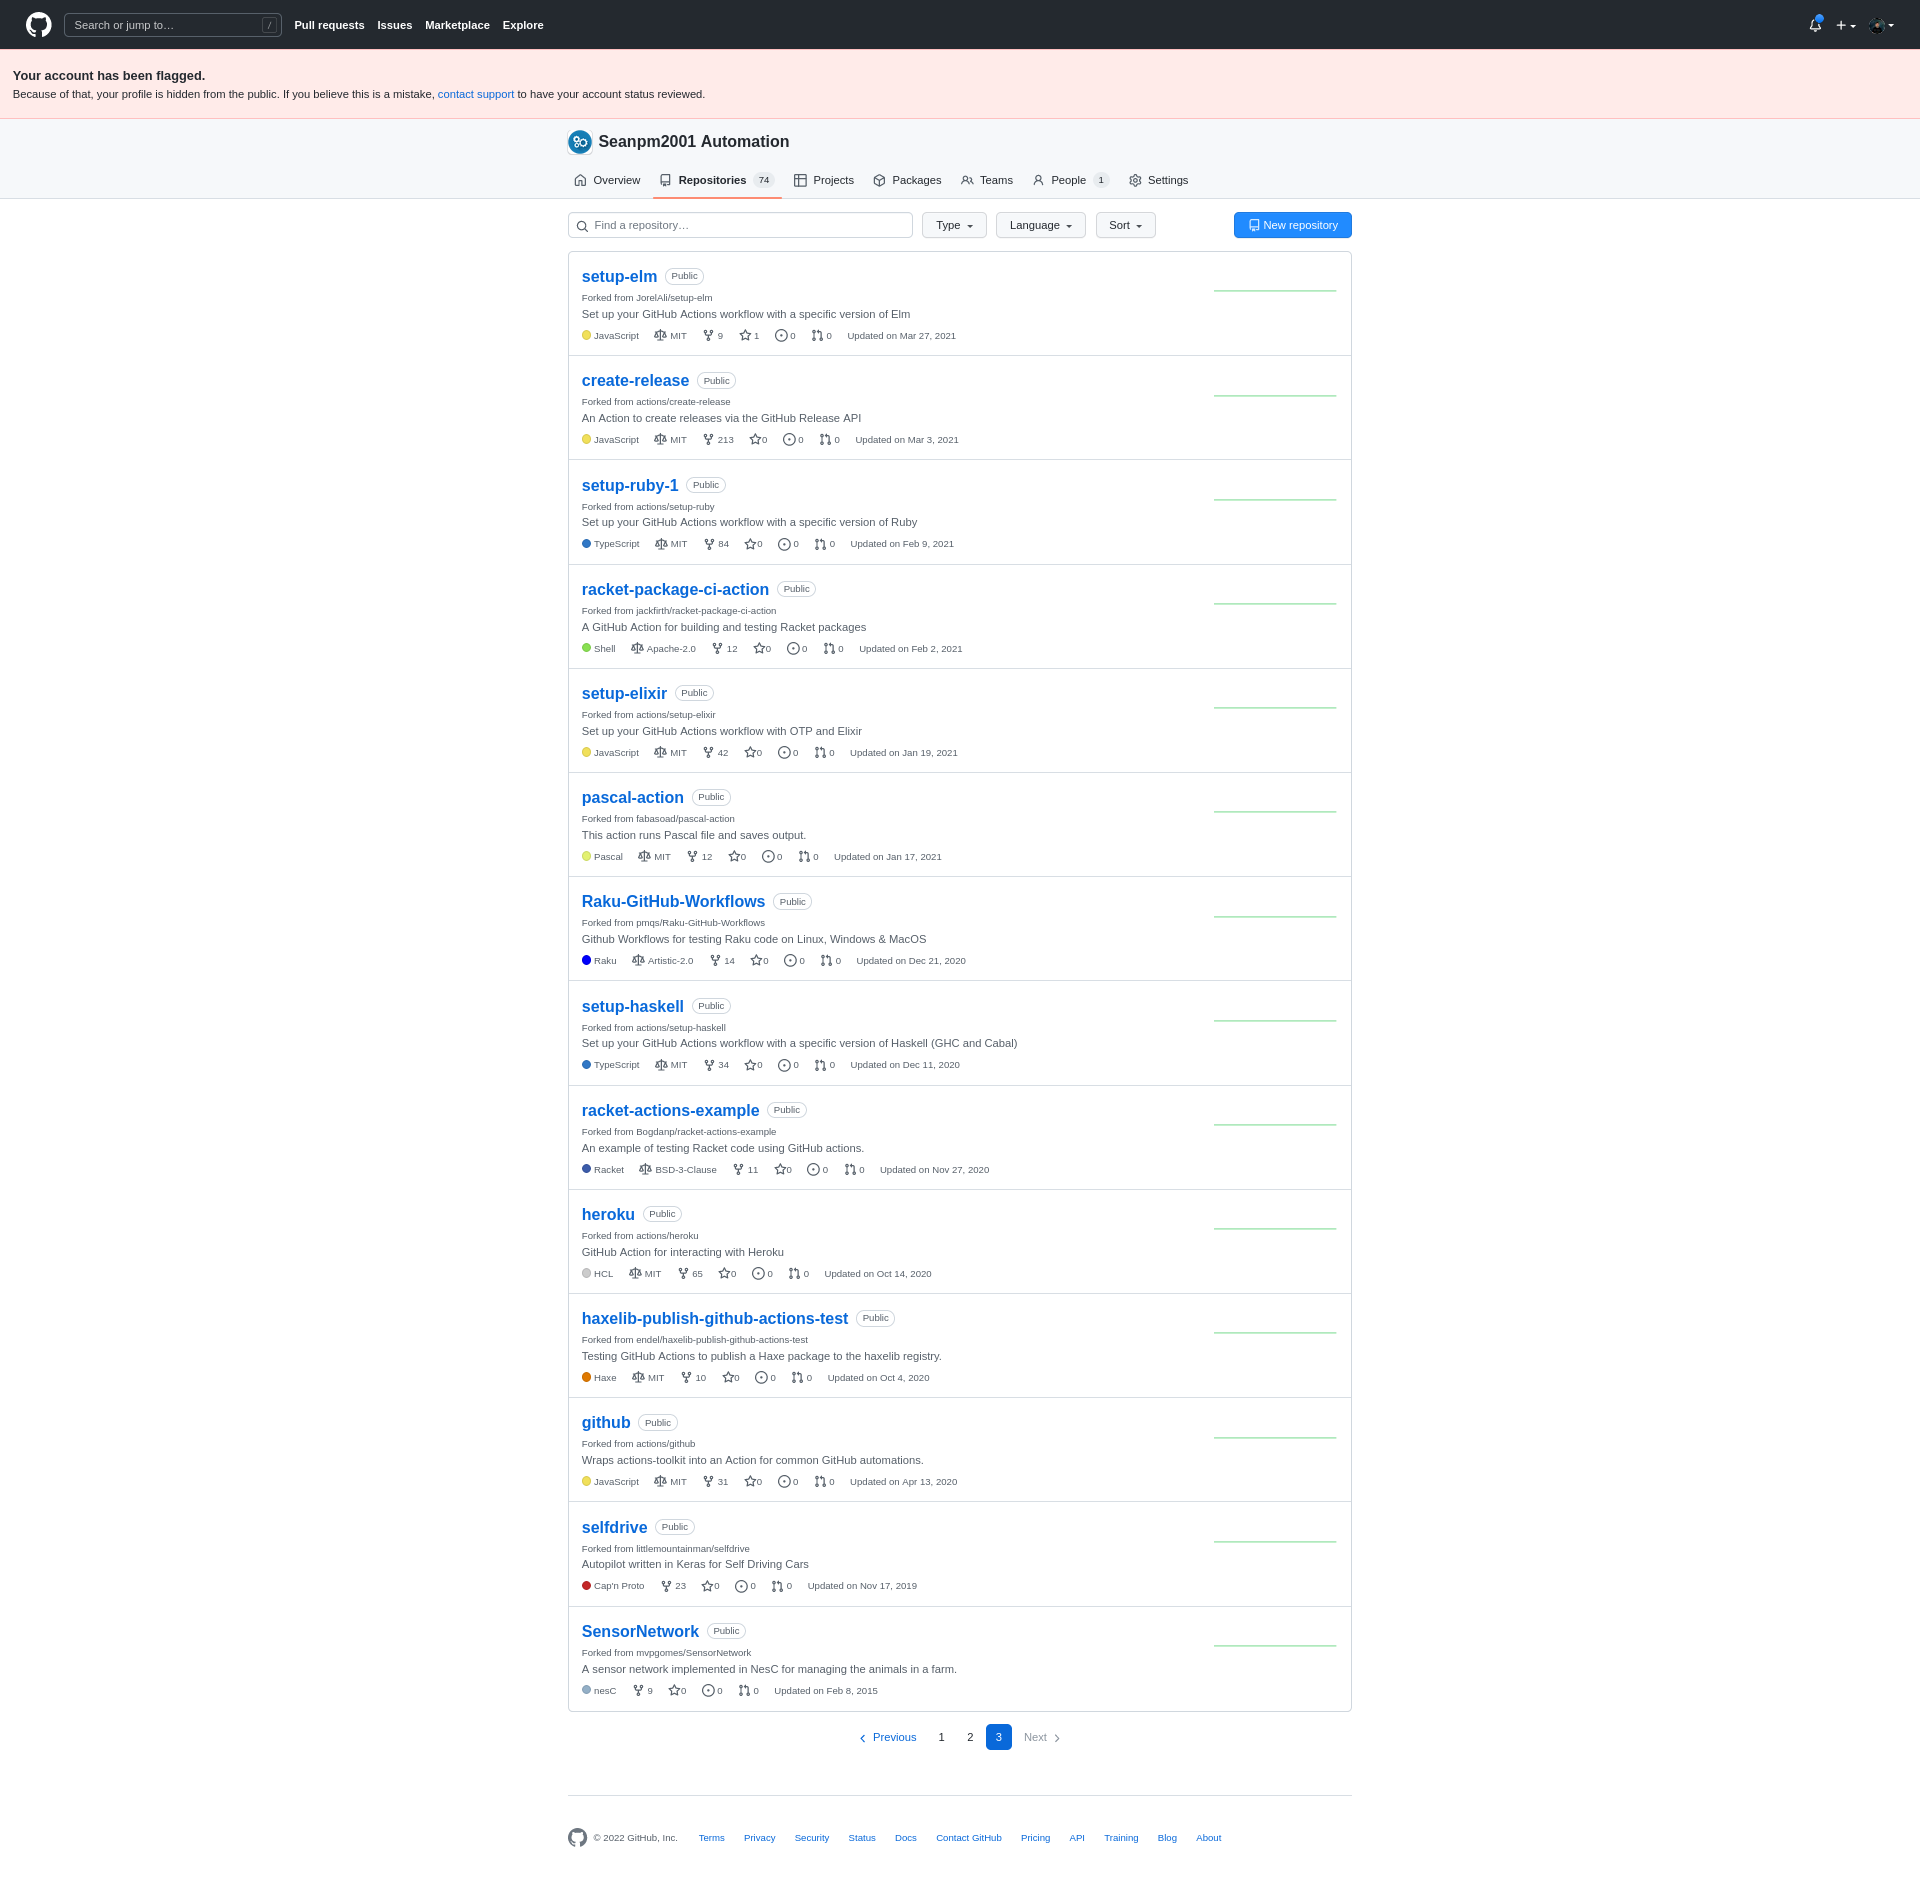 Search or jump to… / Pull requests Issues Marketplace Explore
Your account has been flagged.
Because of that, your profile is hidden from the public. If you believe this is a mistake, contact support to have your account status reviewed.
Seanpm2001 Automation
Overview Repositories 74 Projects Packages Teams People 1 Settings
Find a repository… Type Language Sort New repository
setup-elm Public
Forked from JorelAli/setup-elm
Set up your GitHub Actions workflow with a specific version of Elm
JavaScript MIT 9 1 0 0 Updated on Mar 27, 2021
create-release Public
Forked from actions/create-release
An Action to create releases via the GitHub Release API
JavaScript MIT 213 0 0 0 Updated on Mar 3, 2021
setup-ruby-1 Public
Forked from actions/setup-ruby
Set up your GitHub Actions workflow with a specific version of Ruby
TypeScript MIT 84 0 0 0 Updated on Feb 9, 2021
racket-package-ci-action Public
Forked from jackfirth/racket-package-ci-action
A GitHub Action for building and testing Racket packages
Shell Apache-2.0 12 0 0 0 Updated on Feb 2, 2021
setup-elixir Public
Forked from actions/setup-elixir
Set up your GitHub Actions workflow with OTP and Elixir
JavaScript MIT 42 0 0 0 Updated on Jan 19, 2021
pascal-action Public
Forked from fabasoad/pascal-action
This action runs Pascal file and saves output.
Pascal MIT 12 0 0 0 Updated on Jan 17, 2021
Raku-GitHub-Workflows Public
Forked from pmqs/Raku-GitHub-Workflows
Github Workflows for testing Raku code on Linux, Windows & MacOS
Raku Artistic-2.0 14 0 0 0 Updated on Dec 21, 2020
setup-haskell Public
Forked from actions/setup-haskell
Set up your GitHub Actions workflow with a specific version of Haskell (GHC and Cabal)
TypeScript MIT 34 0 0 0 Updated on Dec 11, 2020
racket-actions-example Public
Forked from Bogdanp/racket-actions-example
An example of testing Racket code using GitHub actions.
Racket BSD-3-Clause 11 0 0 0 Updated on Nov 27, 2020
heroku Public
Forked from actions/heroku
GitHub Action for interacting with Heroku
HCL MIT 65 0 0 0 Updated on Oct 14, 2020
haxelib-publish-github-actions-test Public
Forked from endel/haxelib-publish-github-actions-test
Testing GitHub Actions to publish a Haxe package to the haxelib registry.
Haxe MIT 10 0 0 0 Updated on Oct 4, 2020
github Public
Forked from actions/github
Wraps actions-toolkit into an Action for common GitHub automations.
JavaScript MIT 31 0 0 0 Updated on Apr 13, 2020
selfdrive Public
Forked from littlemountainman/selfdrive
Autopilot written in Keras for Self Driving Cars
Cap'n Proto 23 0 0 0 Updated on Nov 17, 2019
SensorNetwork Public
Forked from mvpgomes/SensorNetwork
A sensor network implemented in NesC for managing the animals in a farm.
nesC 9 0 0 0 Updated on Feb 8, 2015
Previous 1 2 3 Next
© 2022 GitHub, Inc. Terms Privacy Security Status Docs Contact GitHub Pricing API Training Blog About